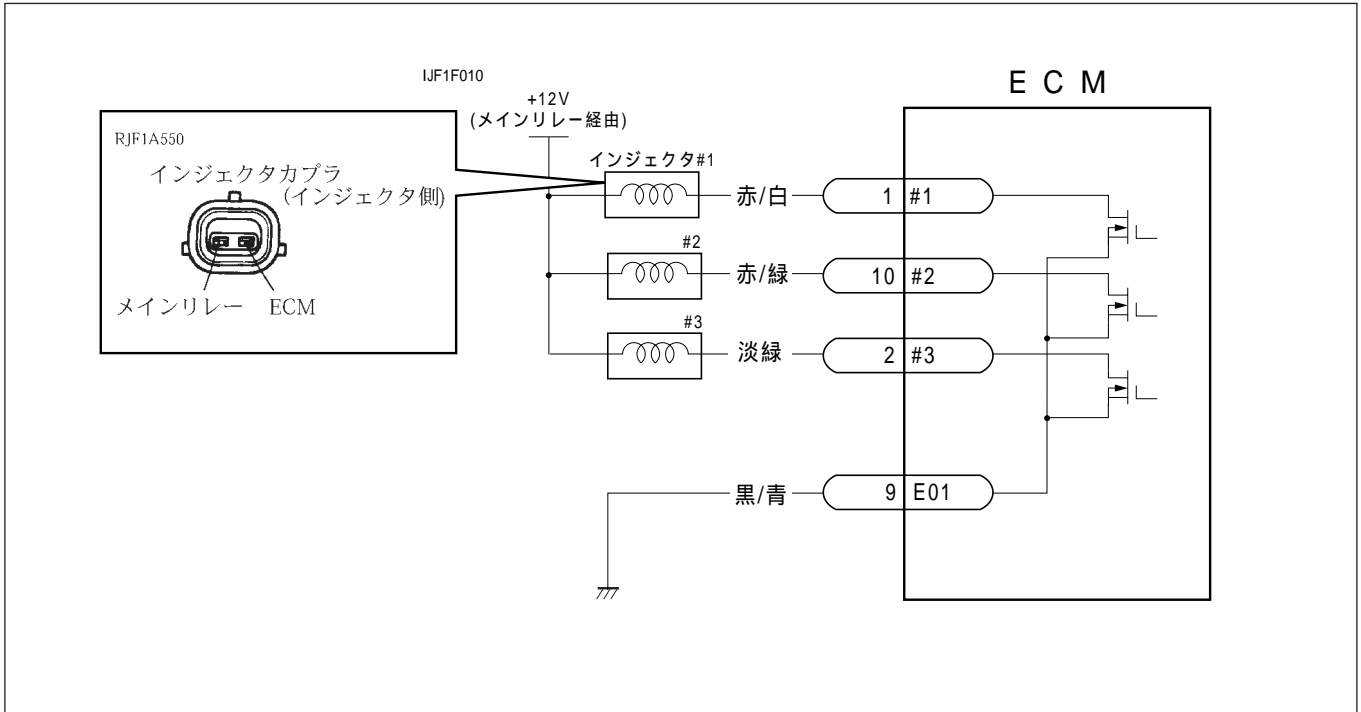 IJF1F010
ECM
+12V
(メインリレー経由)
RJF1A550
インジェクタカプラ
(インジェクタ側)
メインリレー ECM
インジェクタ#1
赤/白 1 #1
#2
赤/緑 10 #2
#3
淡緑 2 #3
黒/青 9 E01